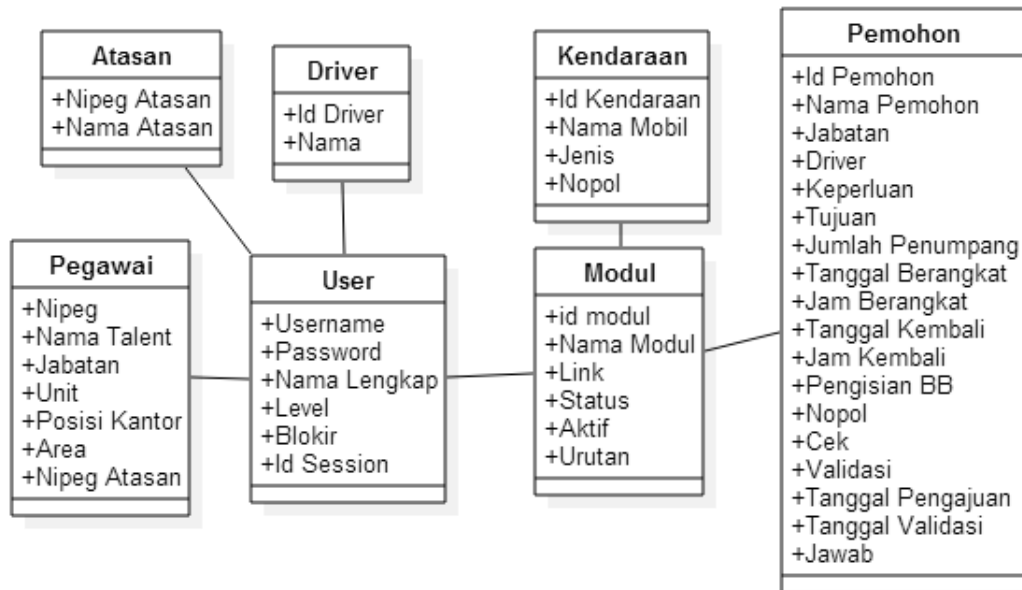 Atasan
+Nipeg Atasan
+Nama Atasan
Driver
+Id Driver
+Nama
Kendaraan
+Id Kendaraan
+Nama Mobil
+Jenis
+Nopol
Pemohon
+Id Pemohon
+Nama Pemohon
+Jabatan
+Driver
+Keperluan
+Tujuan
+Jumlah Penumpang
+Tanggal Berangkat
+Jam Berangkat
+Tanggal Kembali
+Jam Kembali
+Pengisian BB
+Nopol
+Cek
+Validasi
+Tanggal Pengajuan
+Tanggal Validasi
+Jawab
Pegawai
+Nipeg
+Nama Talent
+Jabatan
+Unit
+Posisi Kantor
+Area
+Nipeg Atasan
User
+Username
+Password
+Nama Lengkap
+Level
+Blokir
+Id Session
Modul
+id modul
+Nama Modul
+Link
+Status
+Aktif
+Urutan